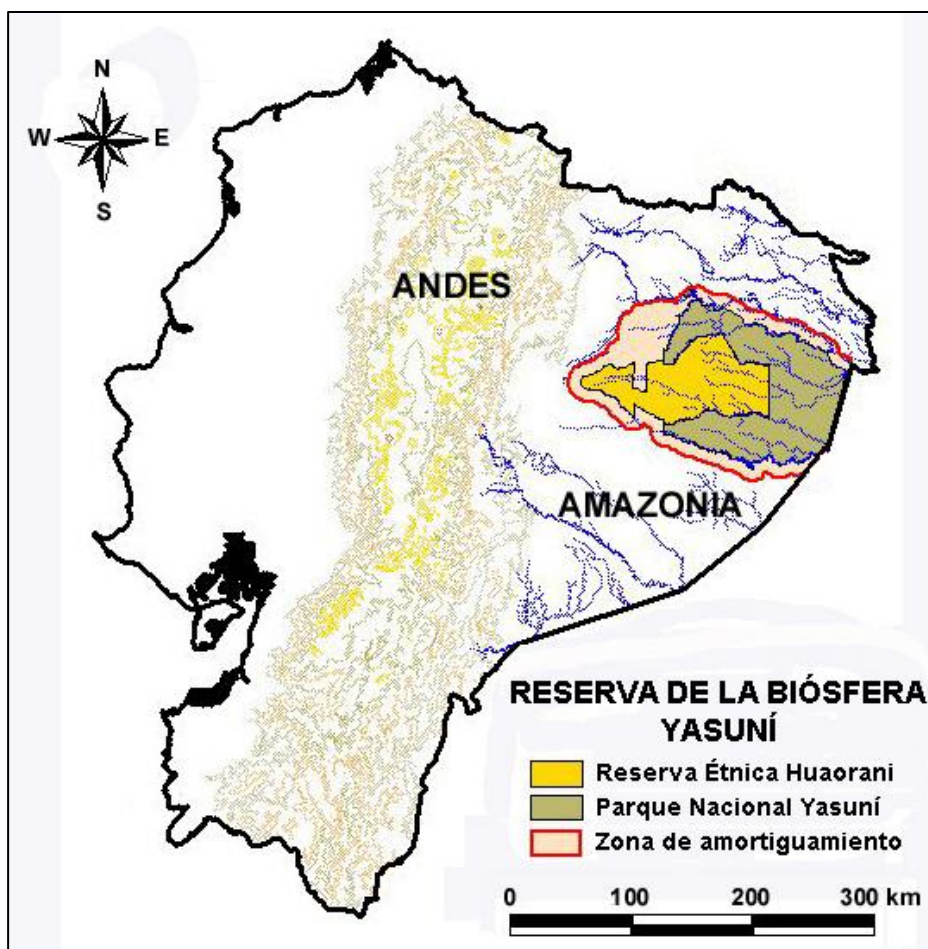 N
W E
S
ANDES
AMAZONIA
RESERVA DE LA BIÓSFERA
YASUNÍ
Reserva Étnica Huaorani
Parque Nacional Yasuní
Zona de amortiguamiento
0 100 200 300 km